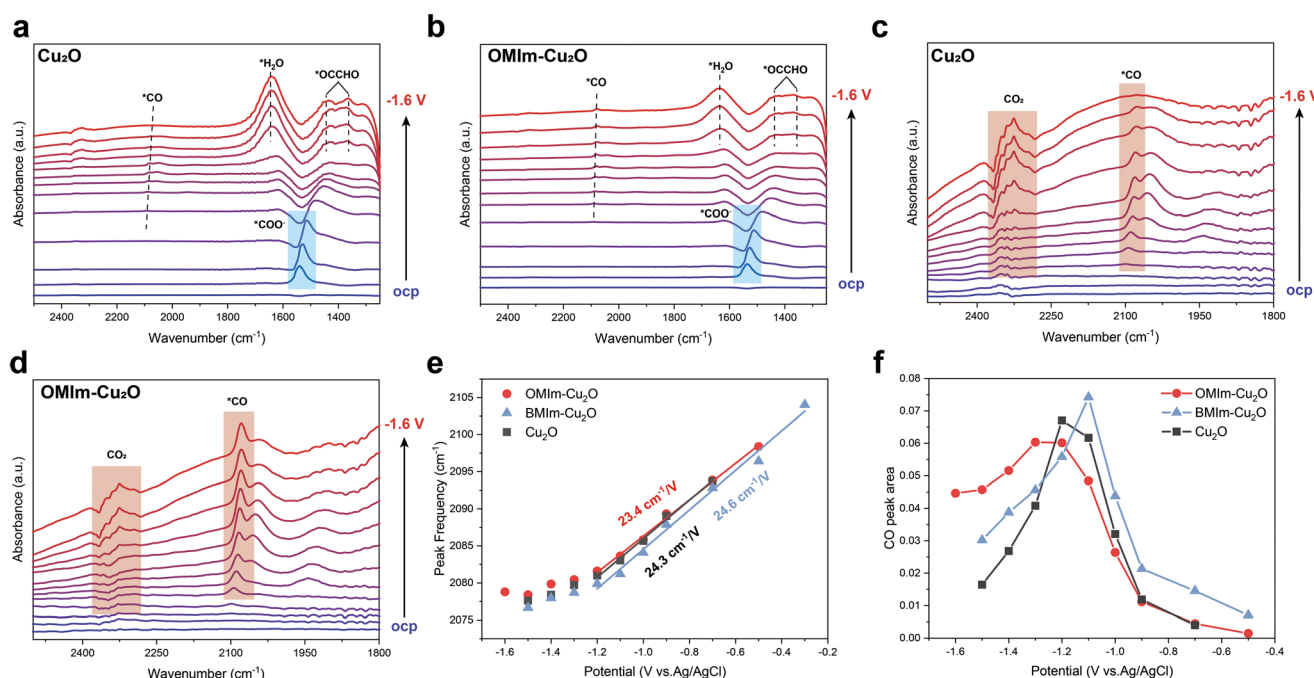 a
Cu₂O
*CO
*H₂O
*OCCHO
*COO⁻
-1.6 V
ocp
Absorbance (a.u.)
2400 2200 2000 1800 1600 1400
Wavenumber (cm⁻¹)
b
OMIm-Cu₂O
*CO
*H₂O
*OCCHO
*COO⁻
-1.6 V
ocp
Absorbance (a.u.)
2400 2200 2000 1800 1600 1400
Wavenumber (cm⁻¹)
c
Cu₂O
CO₂
*CO
-1.6 V
ocp
Absorbance (a.u.)
2400 2250 2100 1950 1800
Wavenumber (cm⁻¹)
d
OMIm-Cu₂O
CO₂
*CO
-1.6 V
ocp
Absorbance (a.u.)
2400 2250 2100 1950 1800
Wavenumber (cm⁻¹)
e
OMIm-Cu₂O
BMIm-Cu₂O
Cu₂O
23.4 cm⁻¹/V
24.6 cm⁻¹/V
24.3 cm⁻¹/V
Peak Frequency (cm⁻¹)
2105
2100
2095
2090
2085
2080
2075
-1.6 -1.4 -1.2 -1.0 -0.8 -0.6 -0.4 -0.2
Potential (V vs.Ag/AgCl)
f
OMIm-Cu₂O
BMIm-Cu₂O
Cu₂O
CO peak area
0.08
0.07
0.06
0.05
0.04
0.03
0.02
0.01
0.00
-1.6 -1.4 -1.2 -1.0 -0.8 -0.6
Potential (V vs.Ag/AgCl)